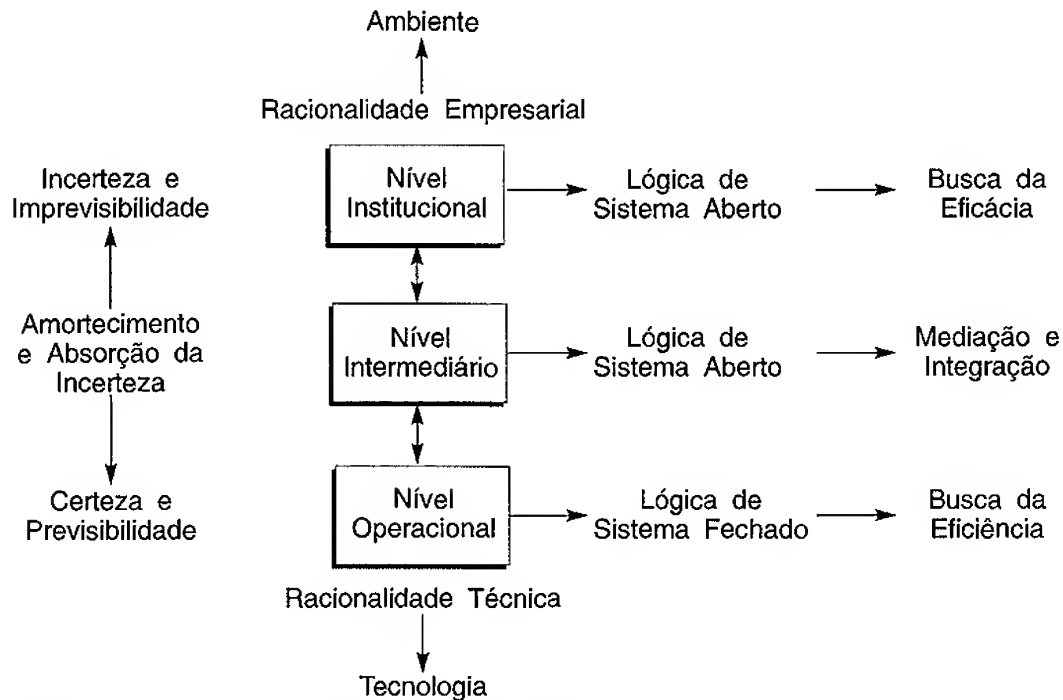 Ambiente
Racionalidade Empresarial
Incerteza e
Imprevisibilidade
Nível
Institucional
Lógica de
Sistema Aberto
Busca da
Eficácia
Amortecimento
e Absorção da
Incerteza
Nível
Intermediário
Lógica de
Sistema Aberto
Mediação e
Integração
Certeza e
Previsibilidade
Nível
Operacional
Lógica de
Sistema Fechado
Busca da
Eficiência
Racionalidade Técnica
Tecnologia